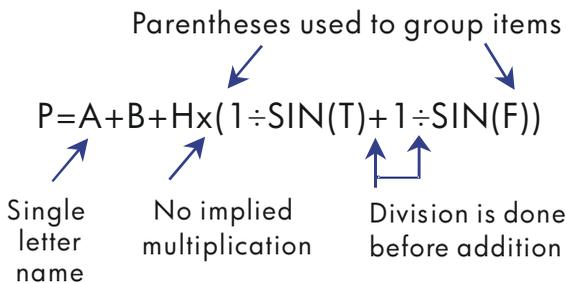 Parentheses used to group items
P=A+B+Hx(1÷SIN(T)+1÷SIN(F))
Single
letter
name
No implied
multiplication
Division is done
before addition